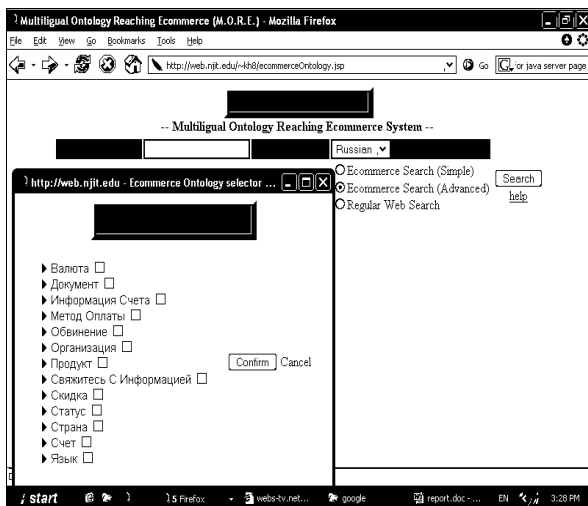 Multiligual Ontology Reaching Ecommerce (M.O.R.E.) - Mozilla Firefox
File Edit View Go Bookmarks Tools Help
http://web.njit.edu/~kh8/ecommerceOntology.jsp Go or java server page
-- Multiligual Ontology Reaching Ecommerce System --
Russian
Ecommerce Search (Simple)
Ecommerce Search (Advanced)
Regular Web Search
Search
help
http://web.njit.edu - Ecommerce Ontology selector ...
Валюта
Документ
Информация Счета
Метод Оплаты
Обвинение
Организация
Продукт
Свяжитесь С Информацией
Скидка
Статус
Страна
Счет
Язык
Confirm Cancel
start 5 Firefox webs-tv.net... google report.doc - ... EN 3:28 PM